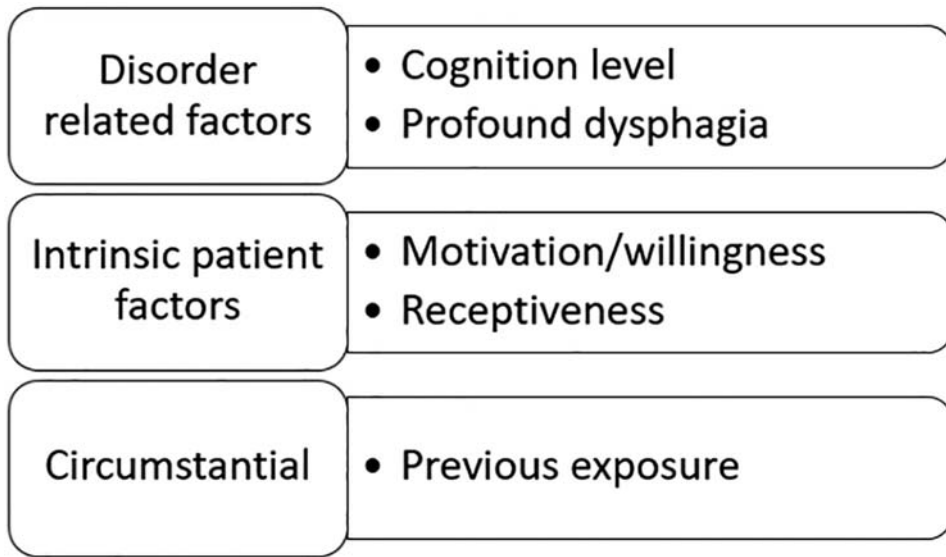 Disorder
related factors
• Cognition level
• Profound dysphagia
Intrinsic patient
factors
• Motivation/willingness
• Receptiveness
Circumstantial
• Previous exposure